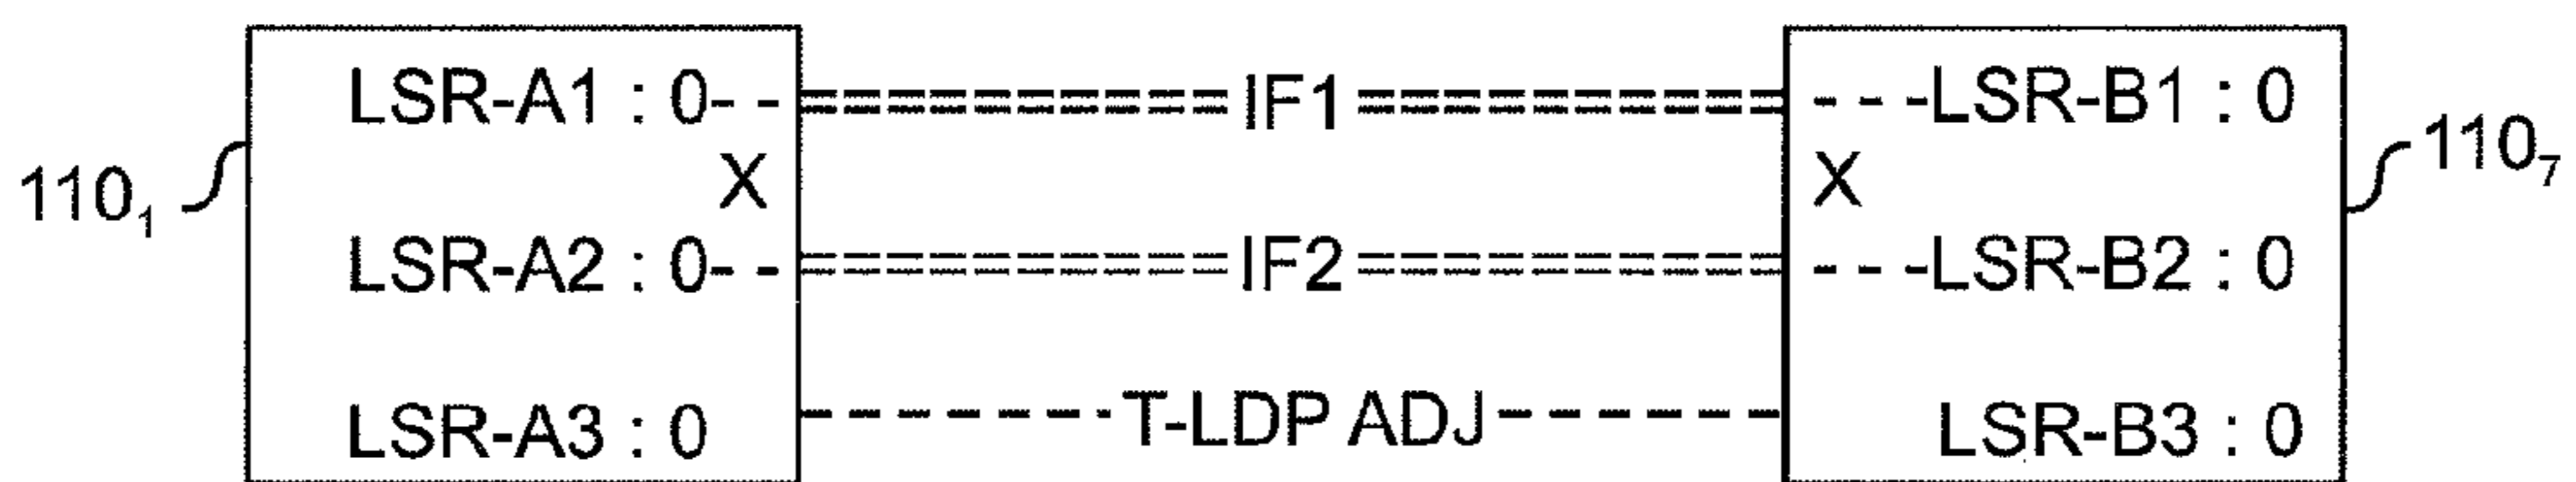 LSR-A1 : 0-- IF1 ---LSR-B1 : 0
110₁ X X 110₇
LSR-A2 : 0-- IF2 ---LSR-B2 : 0
LSR-A3 : 0 T-LDP ADJ LSR-B3 : 0